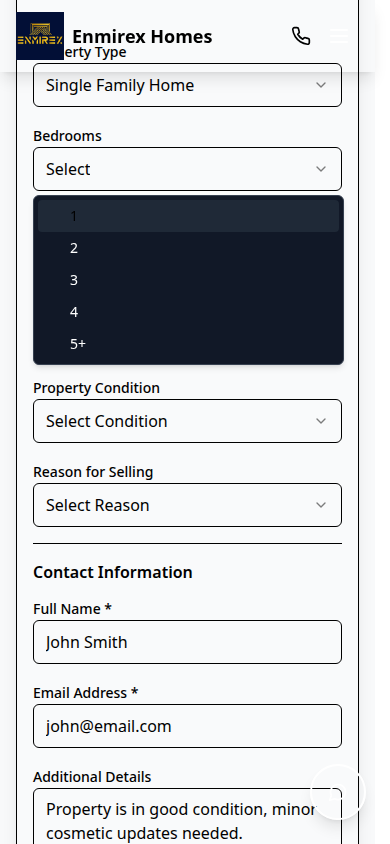 ENMIREX
Enmirex Homes
erty Type
Single Family Home
Bedrooms
Select
1
2
3
4
5+
Property Condition
Select Condition
Reason for Selling
Select Reason
Contact Information
Full Name *
John Smith
Email Address *
john@email.com
Additional Details
Property is in good condition, minor
cosmetic updates needed.